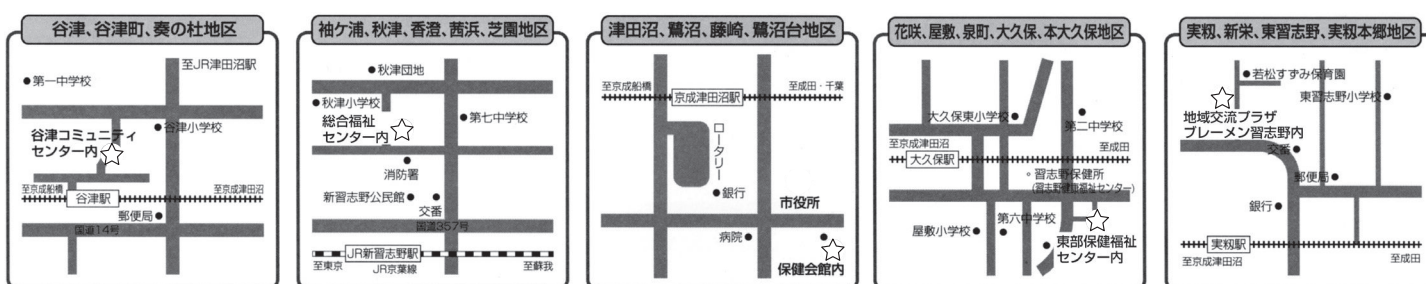 谷津、谷津町、奏の杜地区
至JR津田沼駅
●第一中学校
●谷津小学校
谷津コミュニティ
センター内☆
至京成船橋
谷津駅
至京成津田沼
郵便局●
国道14号
袖ケ浦、秋津、香澄、茜浜、芝園地区
●秋津団地
●秋津小学校
総合福祉
センター内☆
●第七中学校
消防署
新習志野公民館●
交番
国道357号
JR新習志野駅
至東京
JR京葉線
至蘇我
津田沼、鷺沼、藤崎、鷺沼台地区
至京成船橋
京成津田沼駅
至成田・千葉
ロータリー
●銀行
市役所
病院●
保健会館内
花咲、屋敷、泉町、大久保、本大久保地区
大久保東小学校●
第二中学校
至京成津田沼
大久保駅
至成田
習志野保健所
(習志野健康福祉センター)
第六中学校
屋敷小学校●
東部保健福祉
センター内
実籾、新栄、東習志野、実籾本郷地区
●若松すずみ保育園
東習志野小学校●
地域交流プラザ
ブレーメン習志野内
交番
郵便局●
銀行●
実籾駅
至京成津田沼
至成田